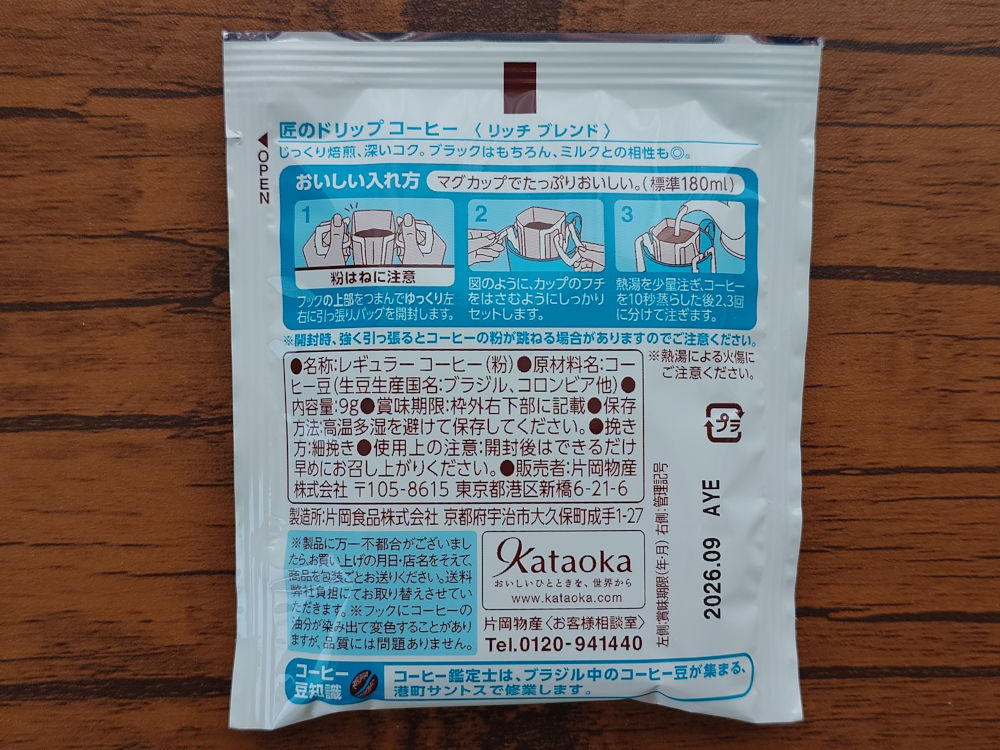 OPEN
匠のドリップ コーヒー 〈 リッチ ブレンド 〉
じっくり焙煎、深いコク。ブラックはもちろん、ミルクとの相性も◎。
おいしい入れ方 マグカップでたっぷりおいしい。(標準180ml)
1
粉はねに注意
フックの上部をつまんでゆっくり左
右に引っ張り、バッグを開封します。
2
図のように、カップのフチ
をはさむようにしっかり
セットします。
3
熱湯を少量注ぎ、コーヒー
を10秒蒸らした後2,3回
に分けて注ぎます。
※開封時、強く引っ張るとコーヒーの粉が跳ねる場合がありますのでご注意ください。
※熱湯による火傷に
ご注意ください。
●名称:レギュラー コーヒー(粉)●原材料名:コー
ヒー豆(生豆生産国名:ブラジル、コロンビア他)●
内容量:9g●賞味期限:枠外右下部に記載●保存
方法:高温多湿を避けて保存してください。●挽き
方:細挽き●使用上の注意:開封後はできるだけ
早めにお召し上がりください。●販売者:片岡物産
株式会社 〒105-8615 東京都港区新橋6-21-6
製造所:片岡食品株式会社 京都府宇治市大久保町成手1-27
プラ
左側:賞味期限(年・月) 右側:管理記号
2026.09 AYE
※製品に万一不都合がございまし
たら、お買い上げの月日・店名をそえて、
商品を包装ごとお送りください。送料
弊社負担にてお取り替えさせてい
ただきます。※フックにコーヒーの
油分が染み出て変色することがあり
ますが、品質には問題ありません。
Kataoka
おいしいひとときを、世界から
www.kataoka.com
片岡物産〈お客様相談室〉
Tel.0120-941440
コーヒー
豆知識
コーヒー鑑定士は、ブラジル中のコーヒー豆が集まる、
港町サントスで修業します。